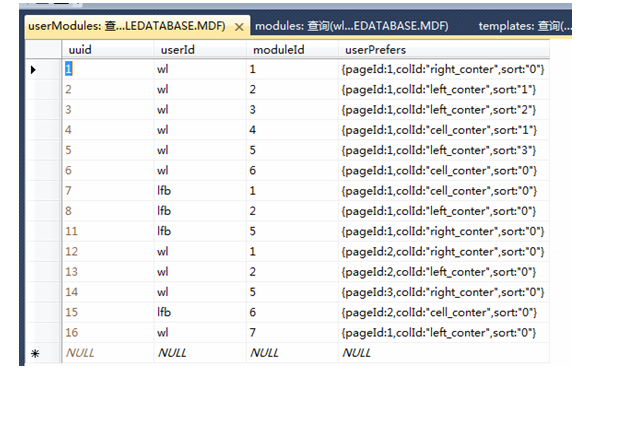 userModules: 查...LEDATABASE.MDF) modules: 查询(wl...EDATABASE.MDF) templates: 查询(...
uuid userId moduleId userPrefers
1 wl 1 {pageId:1,colId:"right_conter",sort:"0"}
2 wl 2 {pageId:1,colId:"left_conter",sort:"1"}
3 wl 3 {pageId:1,colId:"left_conter",sort:"2"}
4 wl 4 {pageId:1,colId:"cell_conter",sort:"1"}
5 wl 5 {pageId:1,colId:"left_conter",sort:"3"}
6 wl 6 {pageId:1,colId:"cell_conter",sort:"0"}
7 lfb 1 {pageId:1,colId:"cell_conter",sort:"0"}
8 lfb 2 {pageId:1,colId:"left_conter",sort:"0"}
11 lfb 5 {pageId:1,colId:"right_conter",sort:"0"}
12 wl 1 {pageId:2,colId:"right_conter",sort:"0"}
13 wl 2 {pageId:2,colId:"left_conter",sort:"0"}
14 wl 5 {pageId:3,colId:"right_conter",sort:"0"}
15 lfb 6 {pageId:2,colId:"cell_conter",sort:"0"}
16 wl 7 {pageId:1,colId:"left_conter",sort:"0"}
NULL NULL NULL NULL